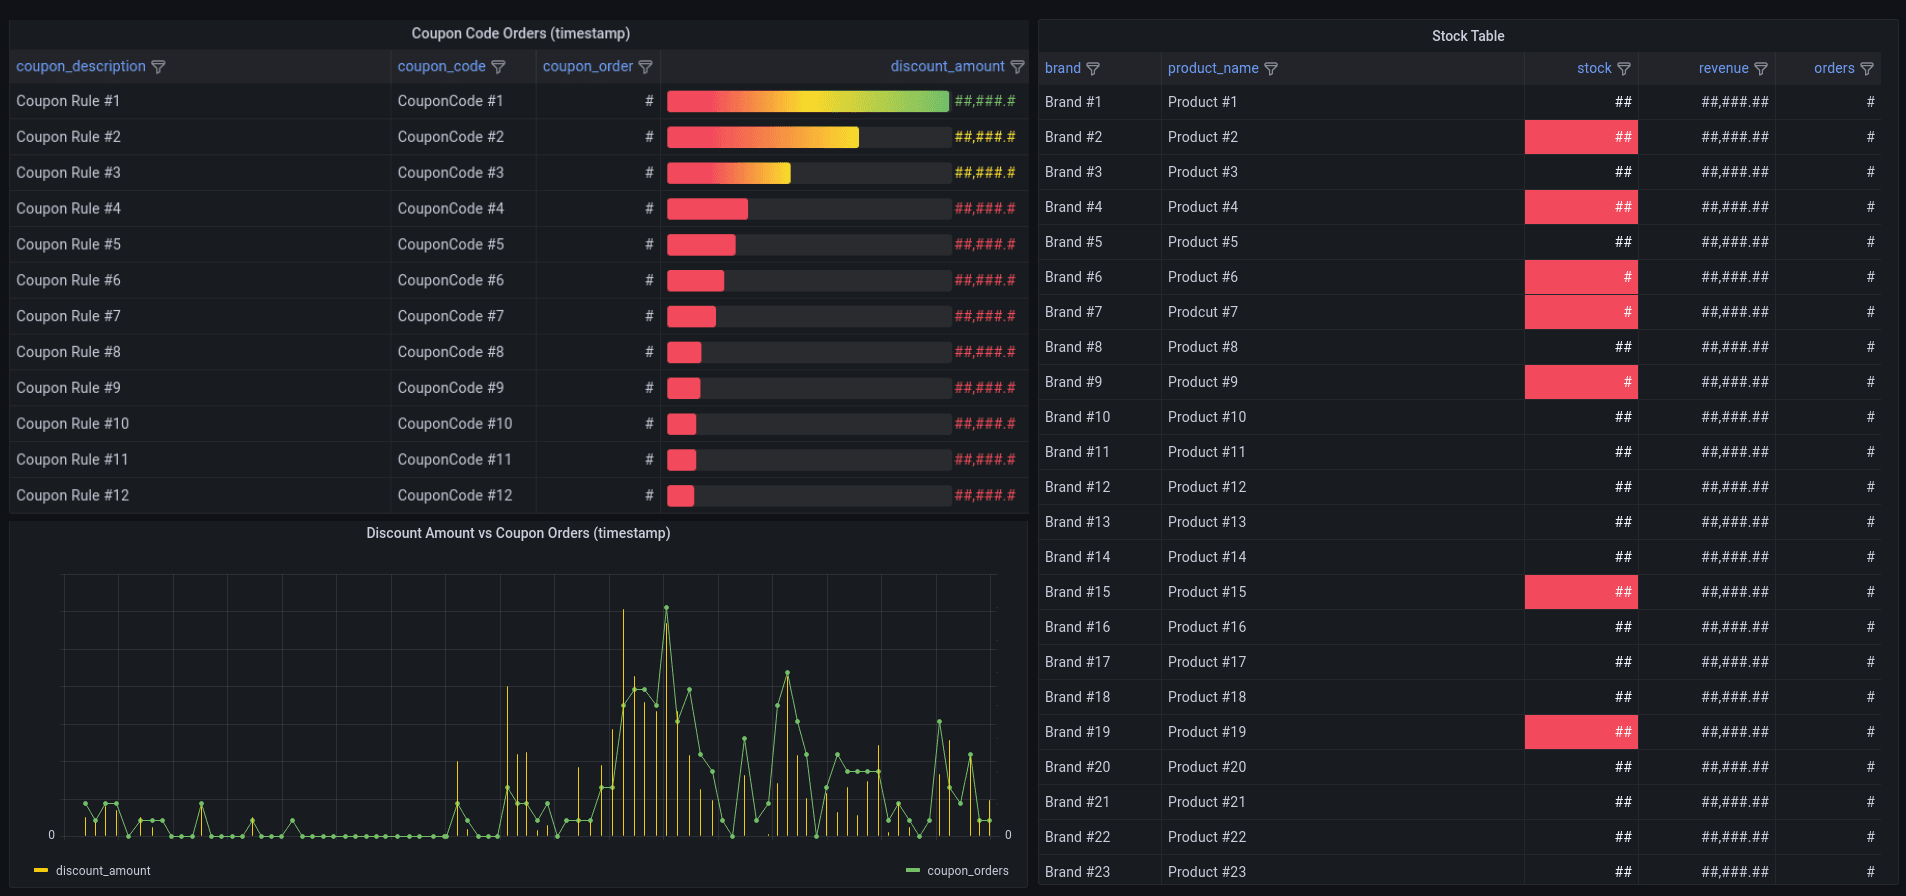 Coupon Code Orders (timestamp)
coupon_description coupon_code coupon_order discount_amount
Coupon Rule #1 CouponCode #1 # ##,###.#
Coupon Rule #2 CouponCode #2 # ##,###.#
Coupon Rule #3 CouponCode #3 # ##,###.#
Coupon Rule #4 CouponCode #4 # ##,###.#
Coupon Rule #5 CouponCode #5 # ##,###.#
Coupon Rule #6 CouponCode #6 # ##,###.#
Coupon Rule #7 CouponCode #7 # ##,###.#
Coupon Rule #8 CouponCode #8 # ##,###.#
Coupon Rule #9 CouponCode #9 # ##,###.#
Coupon Rule #10 CouponCode #10 # ##,###.#
Coupon Rule #11 CouponCode #11 # ##,###.#
Coupon Rule #12 CouponCode #12 # ##,###.#
Discount Amount vs Coupon Orders (timestamp)
0 0
discount_amount coupon_orders
Stock Table
brand product_name stock revenue orders
Brand #1 Product #1 ## ##,###.## #
Brand #2 Product #2 ## ##,###.## #
Brand #3 Product #3 ## ##,###.## #
Brand #4 Product #4 ## ##,###.## #
Brand #5 Product #5 ## ##,###.## #
Brand #6 Product #6 # ##,###.## #
Brand #7 Prodcut #7 # ##,###.## #
Brand #8 Product #8 ## ##,###.## #
Brand #9 Product #9 # ##,###.## #
Brand #10 Product #10 ## ##,###.## #
Brand #11 Product #11 ## ##,###.## #
Brand #12 Product #12 ## ##,###.## #
Brand #13 Product #13 ## ##,###.## #
Brand #14 Product #14 ## ##,###.## #
Brand #15 Product #15 ## ##,###.## #
Brand #16 Product #16 ## ##,###.## #
Brand #17 Product #17 ## ##,###.## #
Brand #18 Product #18 ## ##,###.## #
Brand #19 Product #19 ## ##,###.## #
Brand #20 Product #20 ## ##,###.## #
Brand #21 Product #21 ## ##,###.## #
Brand #22 Product #22 ## ##,###.## #
Brand #23 Product #23 ## ##,###.## #